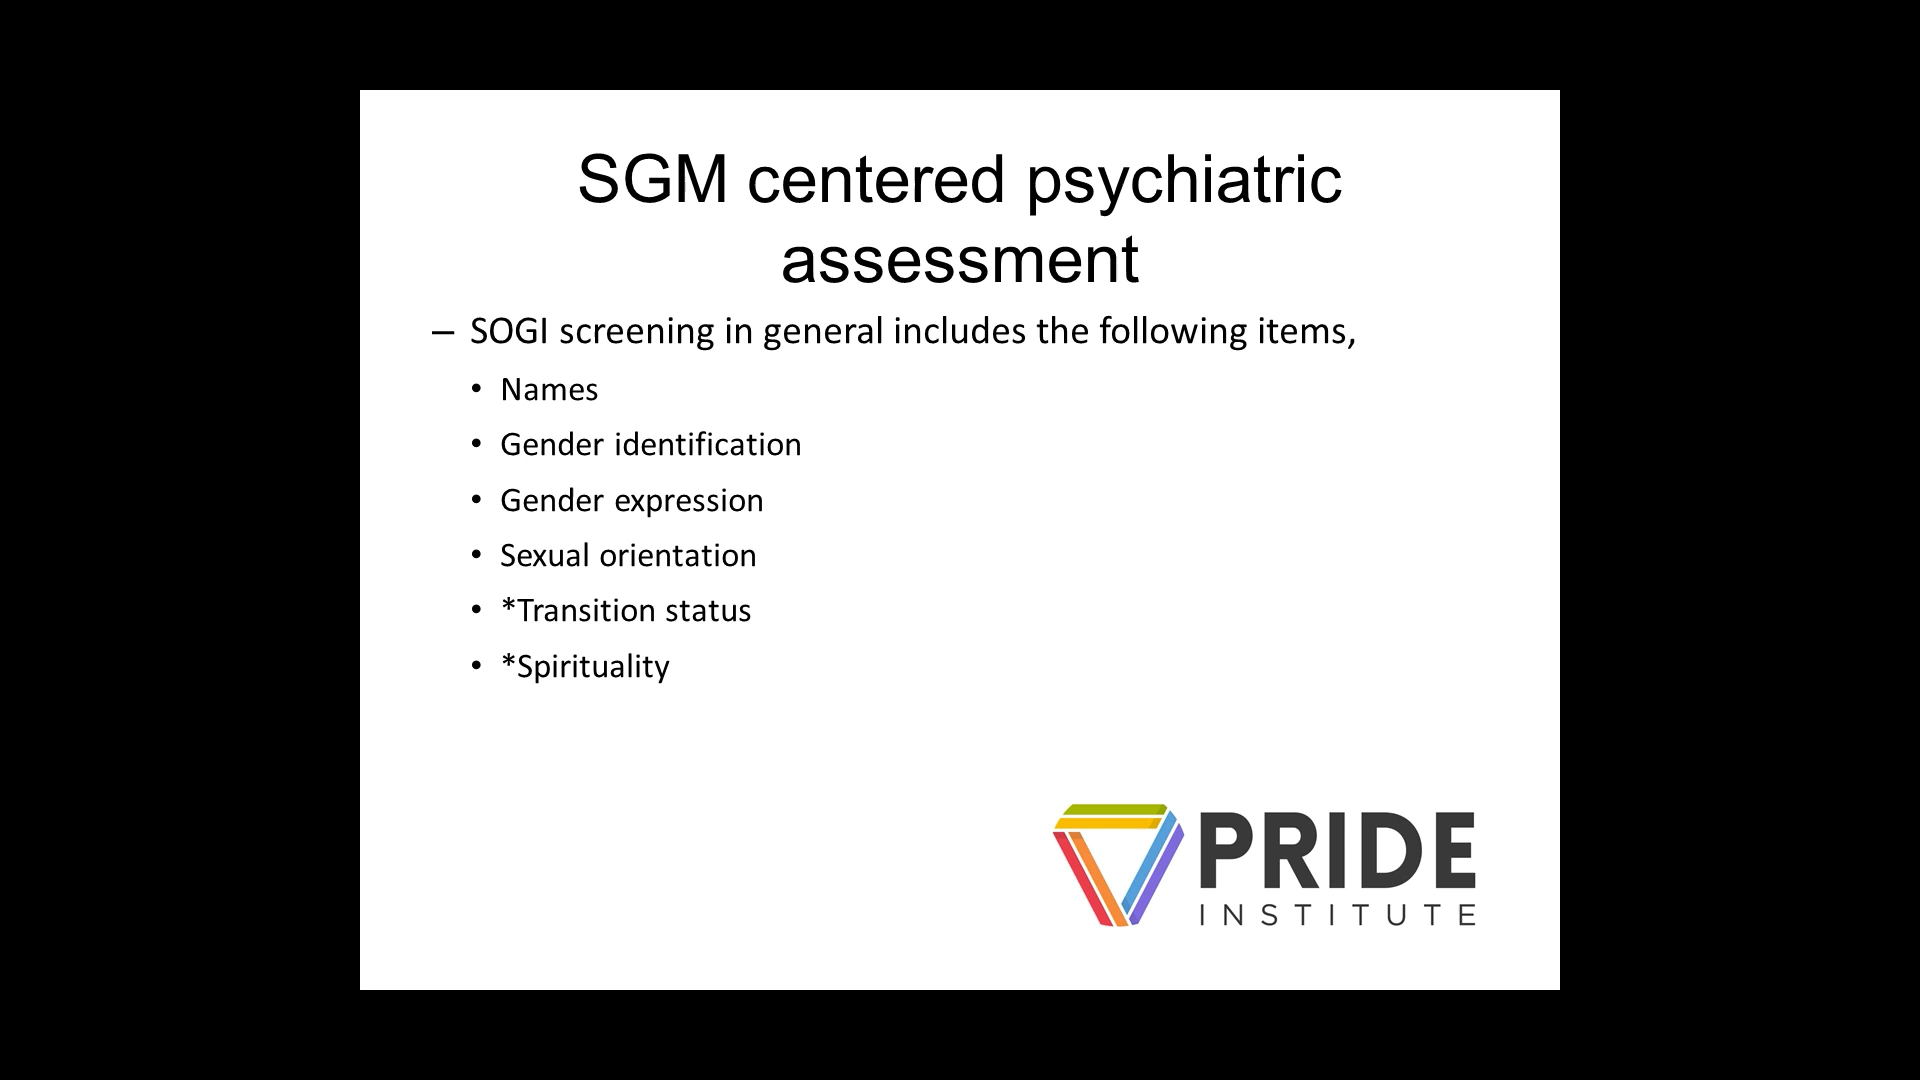 SGM centered psychiatric
assessment
– SOGI screening in general includes the following items,
• Names
• Gender identification
• Gender expression
• Sexual orientation
• *Transition status
• *Spirituality
PRIDE
INSTITUTE